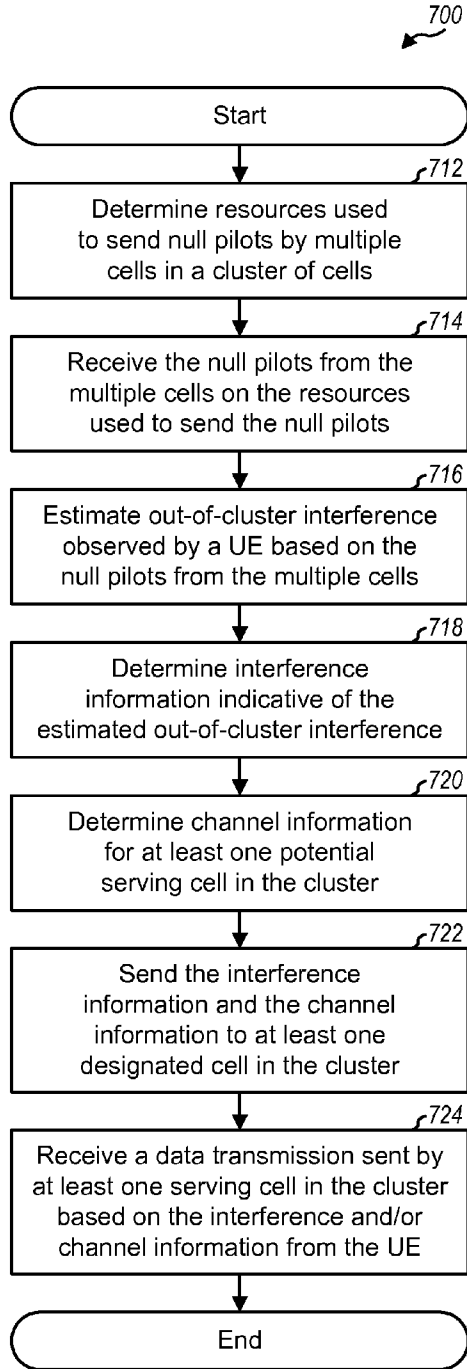 700
Start
712
Determine resources used
to send null pilots by multiple
cells in a cluster of cells
714
Receive the null pilots from the
multiple cells on the resources
used to send the null pilots
716
Estimate out-of-cluster interference
observed by a UE based on the
null pilots from the multiple cells
718
Determine interference
information indicative of the
estimated out-of-cluster interference
720
Determine channel information
for at least one potential
serving cell in the cluster
722
Send the interference
information and the channel
information to at least one
designated cell in the cluster
724
Receive a data transmission sent by
at least one serving cell in the cluster
based on the interference and/or
channel information from the UE
End